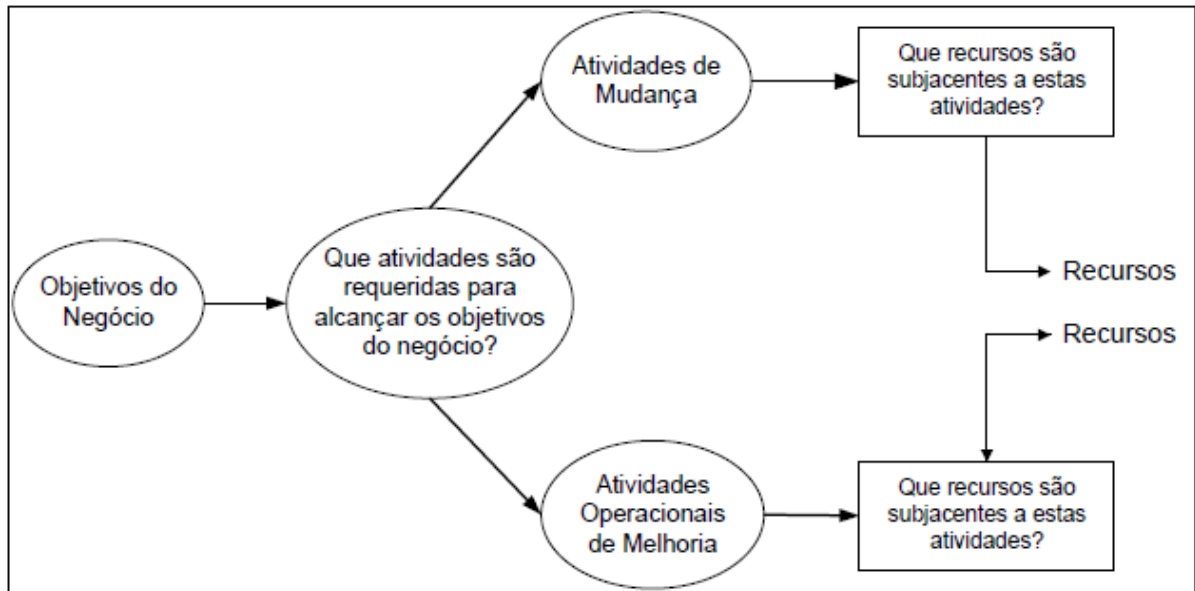 Objetivos do
Negócio
Que atividades são
requeridas para
alcançar os objetivos
do negócio?
Atividades de
Mudança
Que recursos são
subjacentes a estas
atividades?
Recursos
Recursos
Atividades
Operacionais
de Melhoria
Que recursos são
subjacentes a estas
atividades?